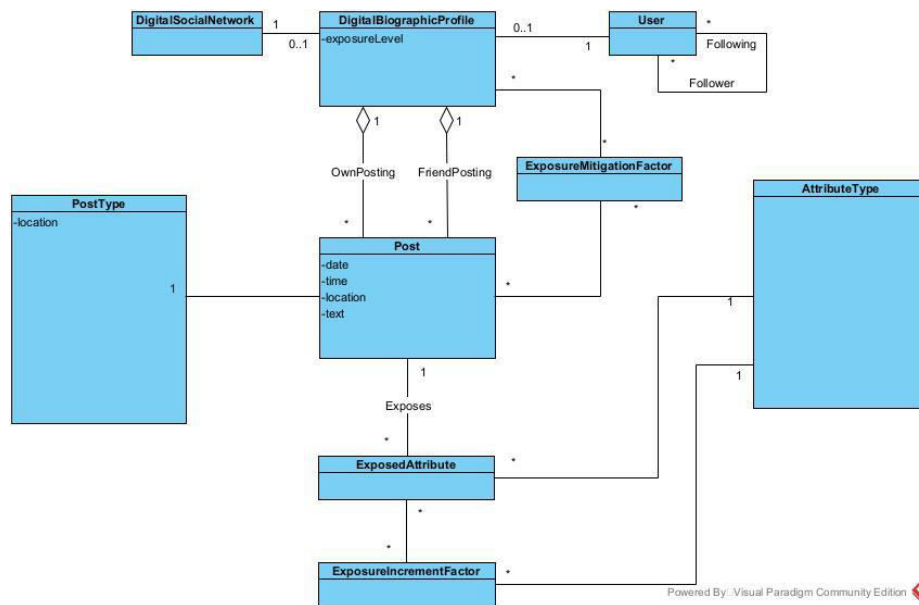 DigitalSocialNetwork
1
0..1
DigitalBiographicProfile
-exposureLevel
0..1
1
User
*
Following
*
Follower
*
1
1
OwnPosting
FriendPosting
*
ExposureMitigationFactor
*
AttributeType
PostType
-location
*
*
Post
-date
-time
-location
-text
1
*
1
1
1
Exposes
*
ExposedAttribute
*
*
*
ExposureIncrementFactor
*
Powered By Visual Paradigm Community Edition